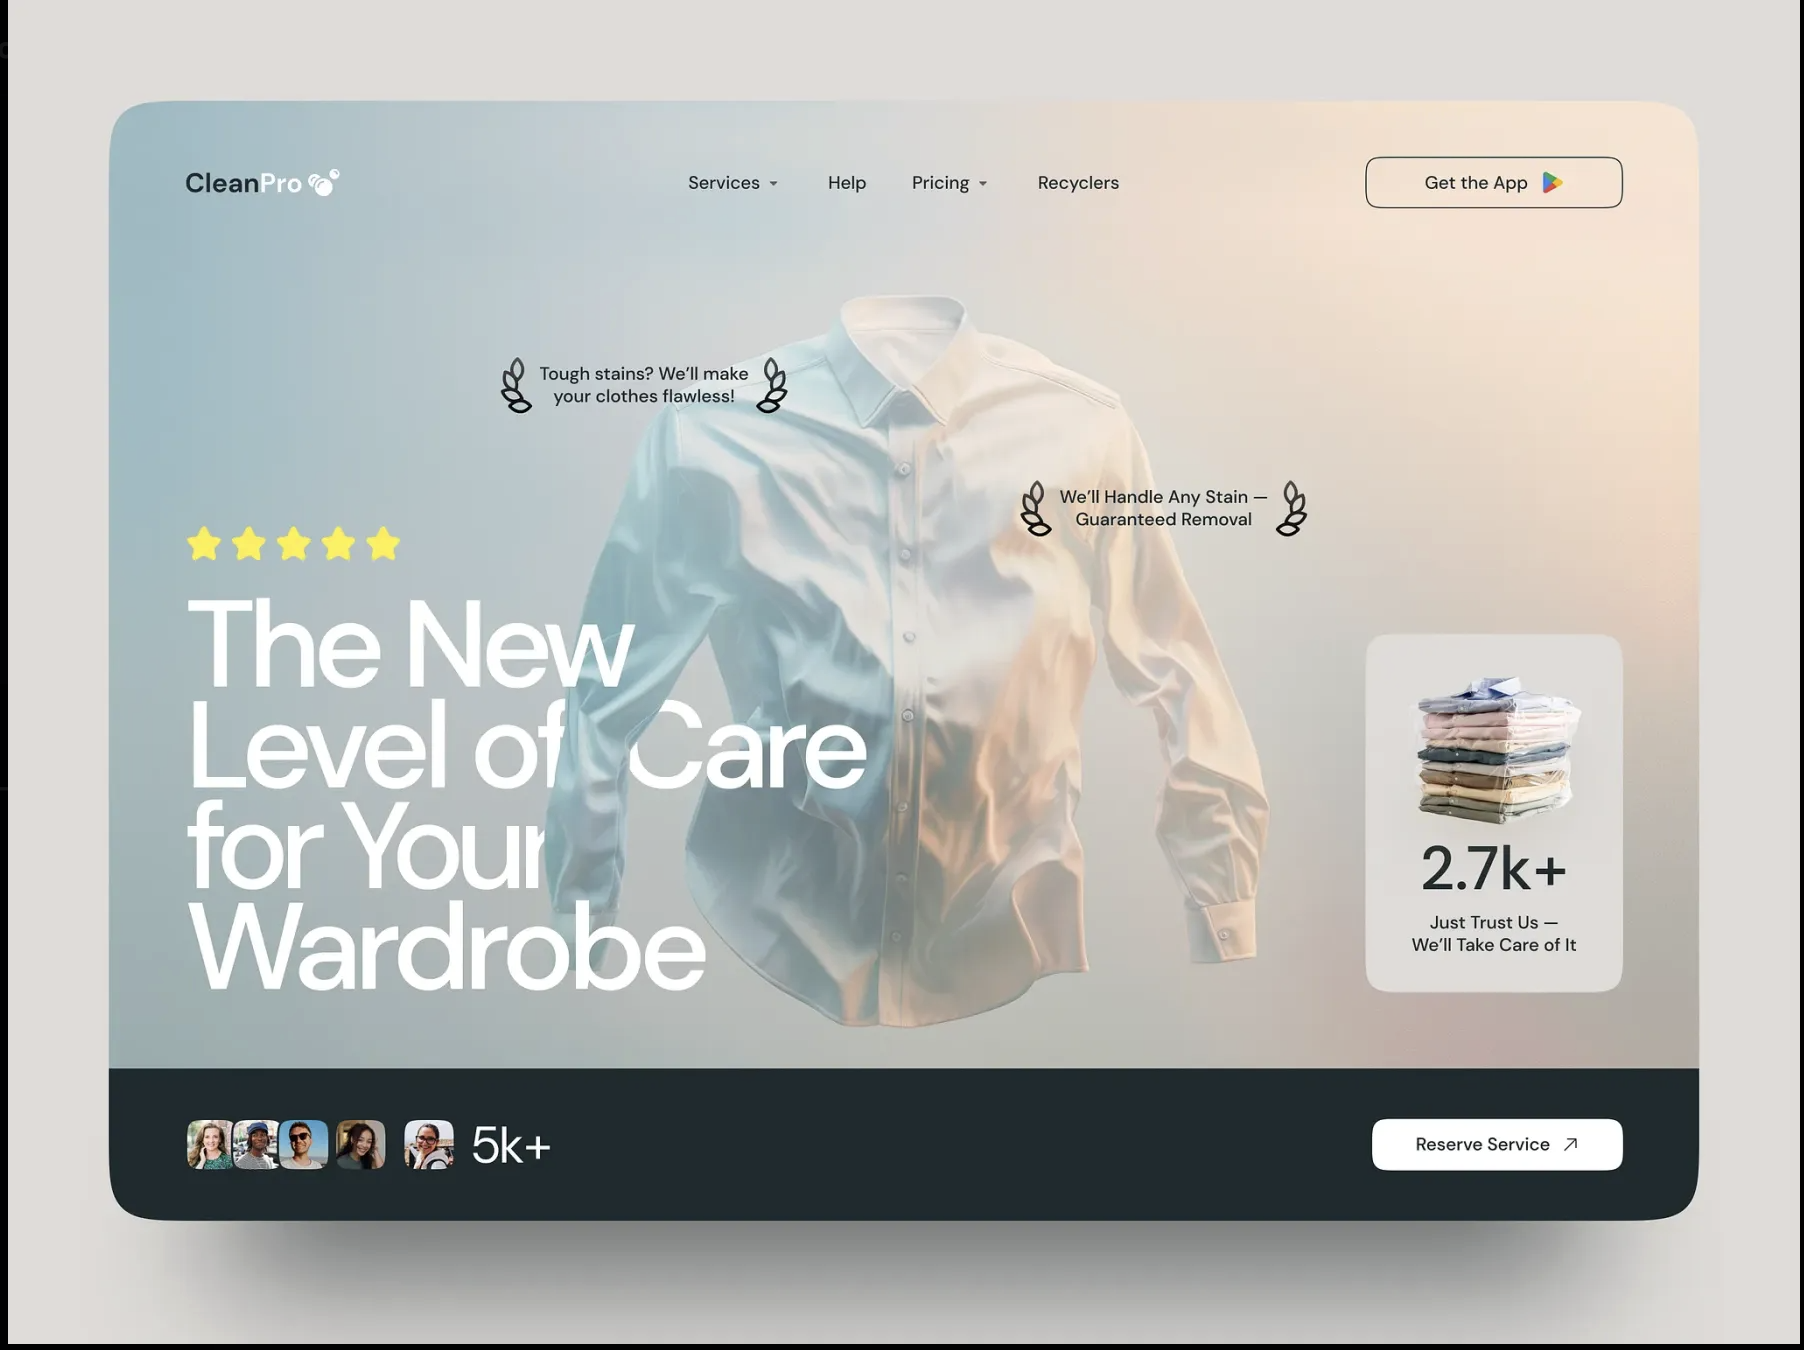 CleanPro
Services
Help
Pricing
Recyclers
Get the App
Tough stains? We’ll make
your clothes flawless!
We’ll Handle Any Stain —
Guaranteed Removal
The New
Level of Care
for Your
Wardrobe
2.7k+
Just Trust Us —
We’ll Take Care of It
5k+
Reserve Service